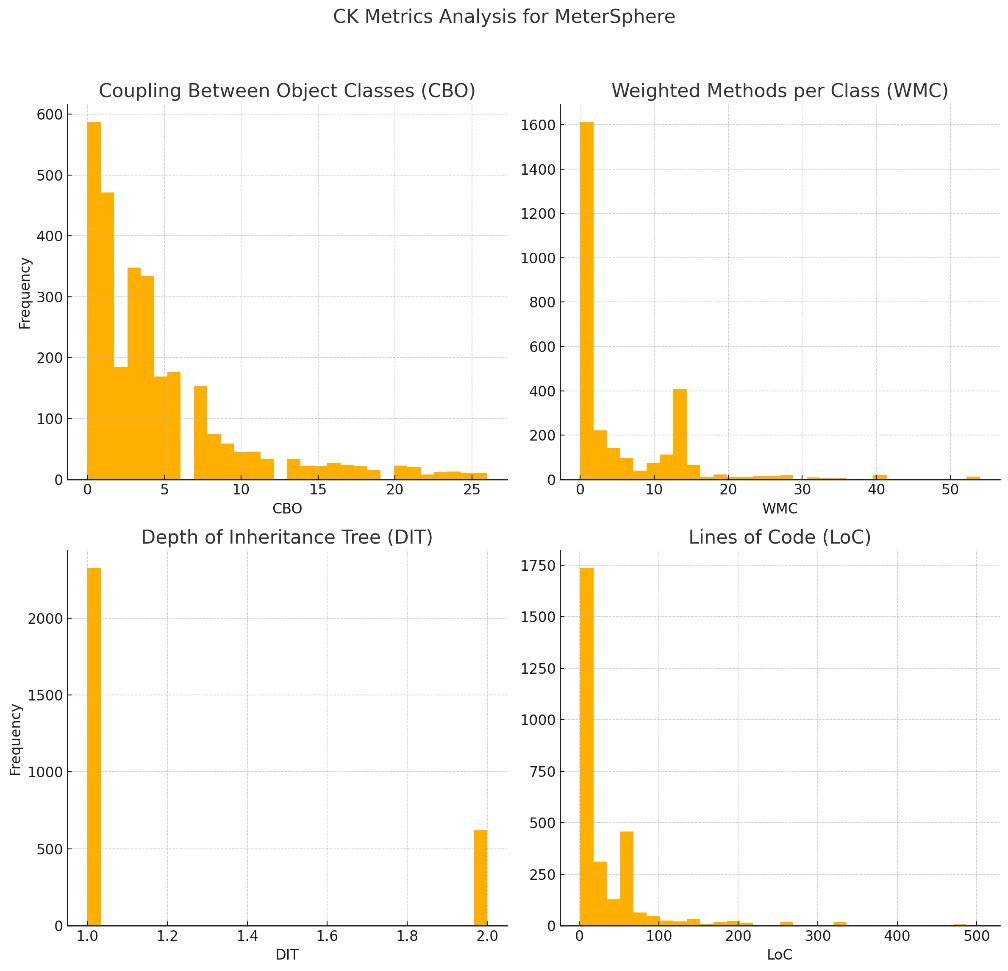 CK Metrics Analysis for MeterSphere
Coupling Between Object Classes (CBO)
600
500
400
300
200
100
0
Frequency
0 5 10 15 20 25
CBO
Weighted Methods per Class (WMC)
1600
1400
1200
1000
800
600
400
200
0
0 10 20 30 40 50
WMC
Depth of Inheritance Tree (DIT)
2000
1500
1000
500
0
Frequency
1.0 1.2 1.4 1.6 1.8 2.0
DIT
Lines of Code (LoC)
1750
1500
1250
1000
750
500
250
0
0 100 200 300 400 500
LoC